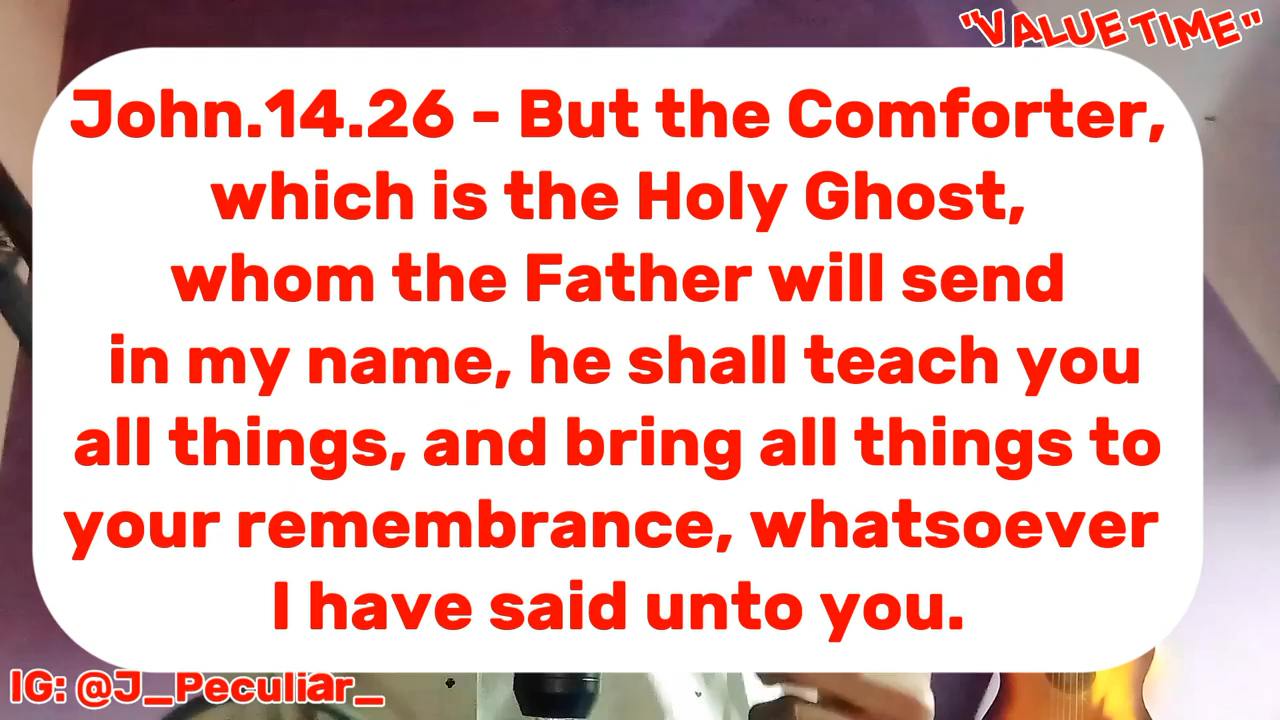 "VALUE TIME"
John.14.26 - But the Comforter,
which is the Holy Ghost,
whom the Father will send
in my name, he shall teach you
all things, and bring all things to
your remembrance, whatsoever
I have said unto you.
IG: @J_Peculiar_